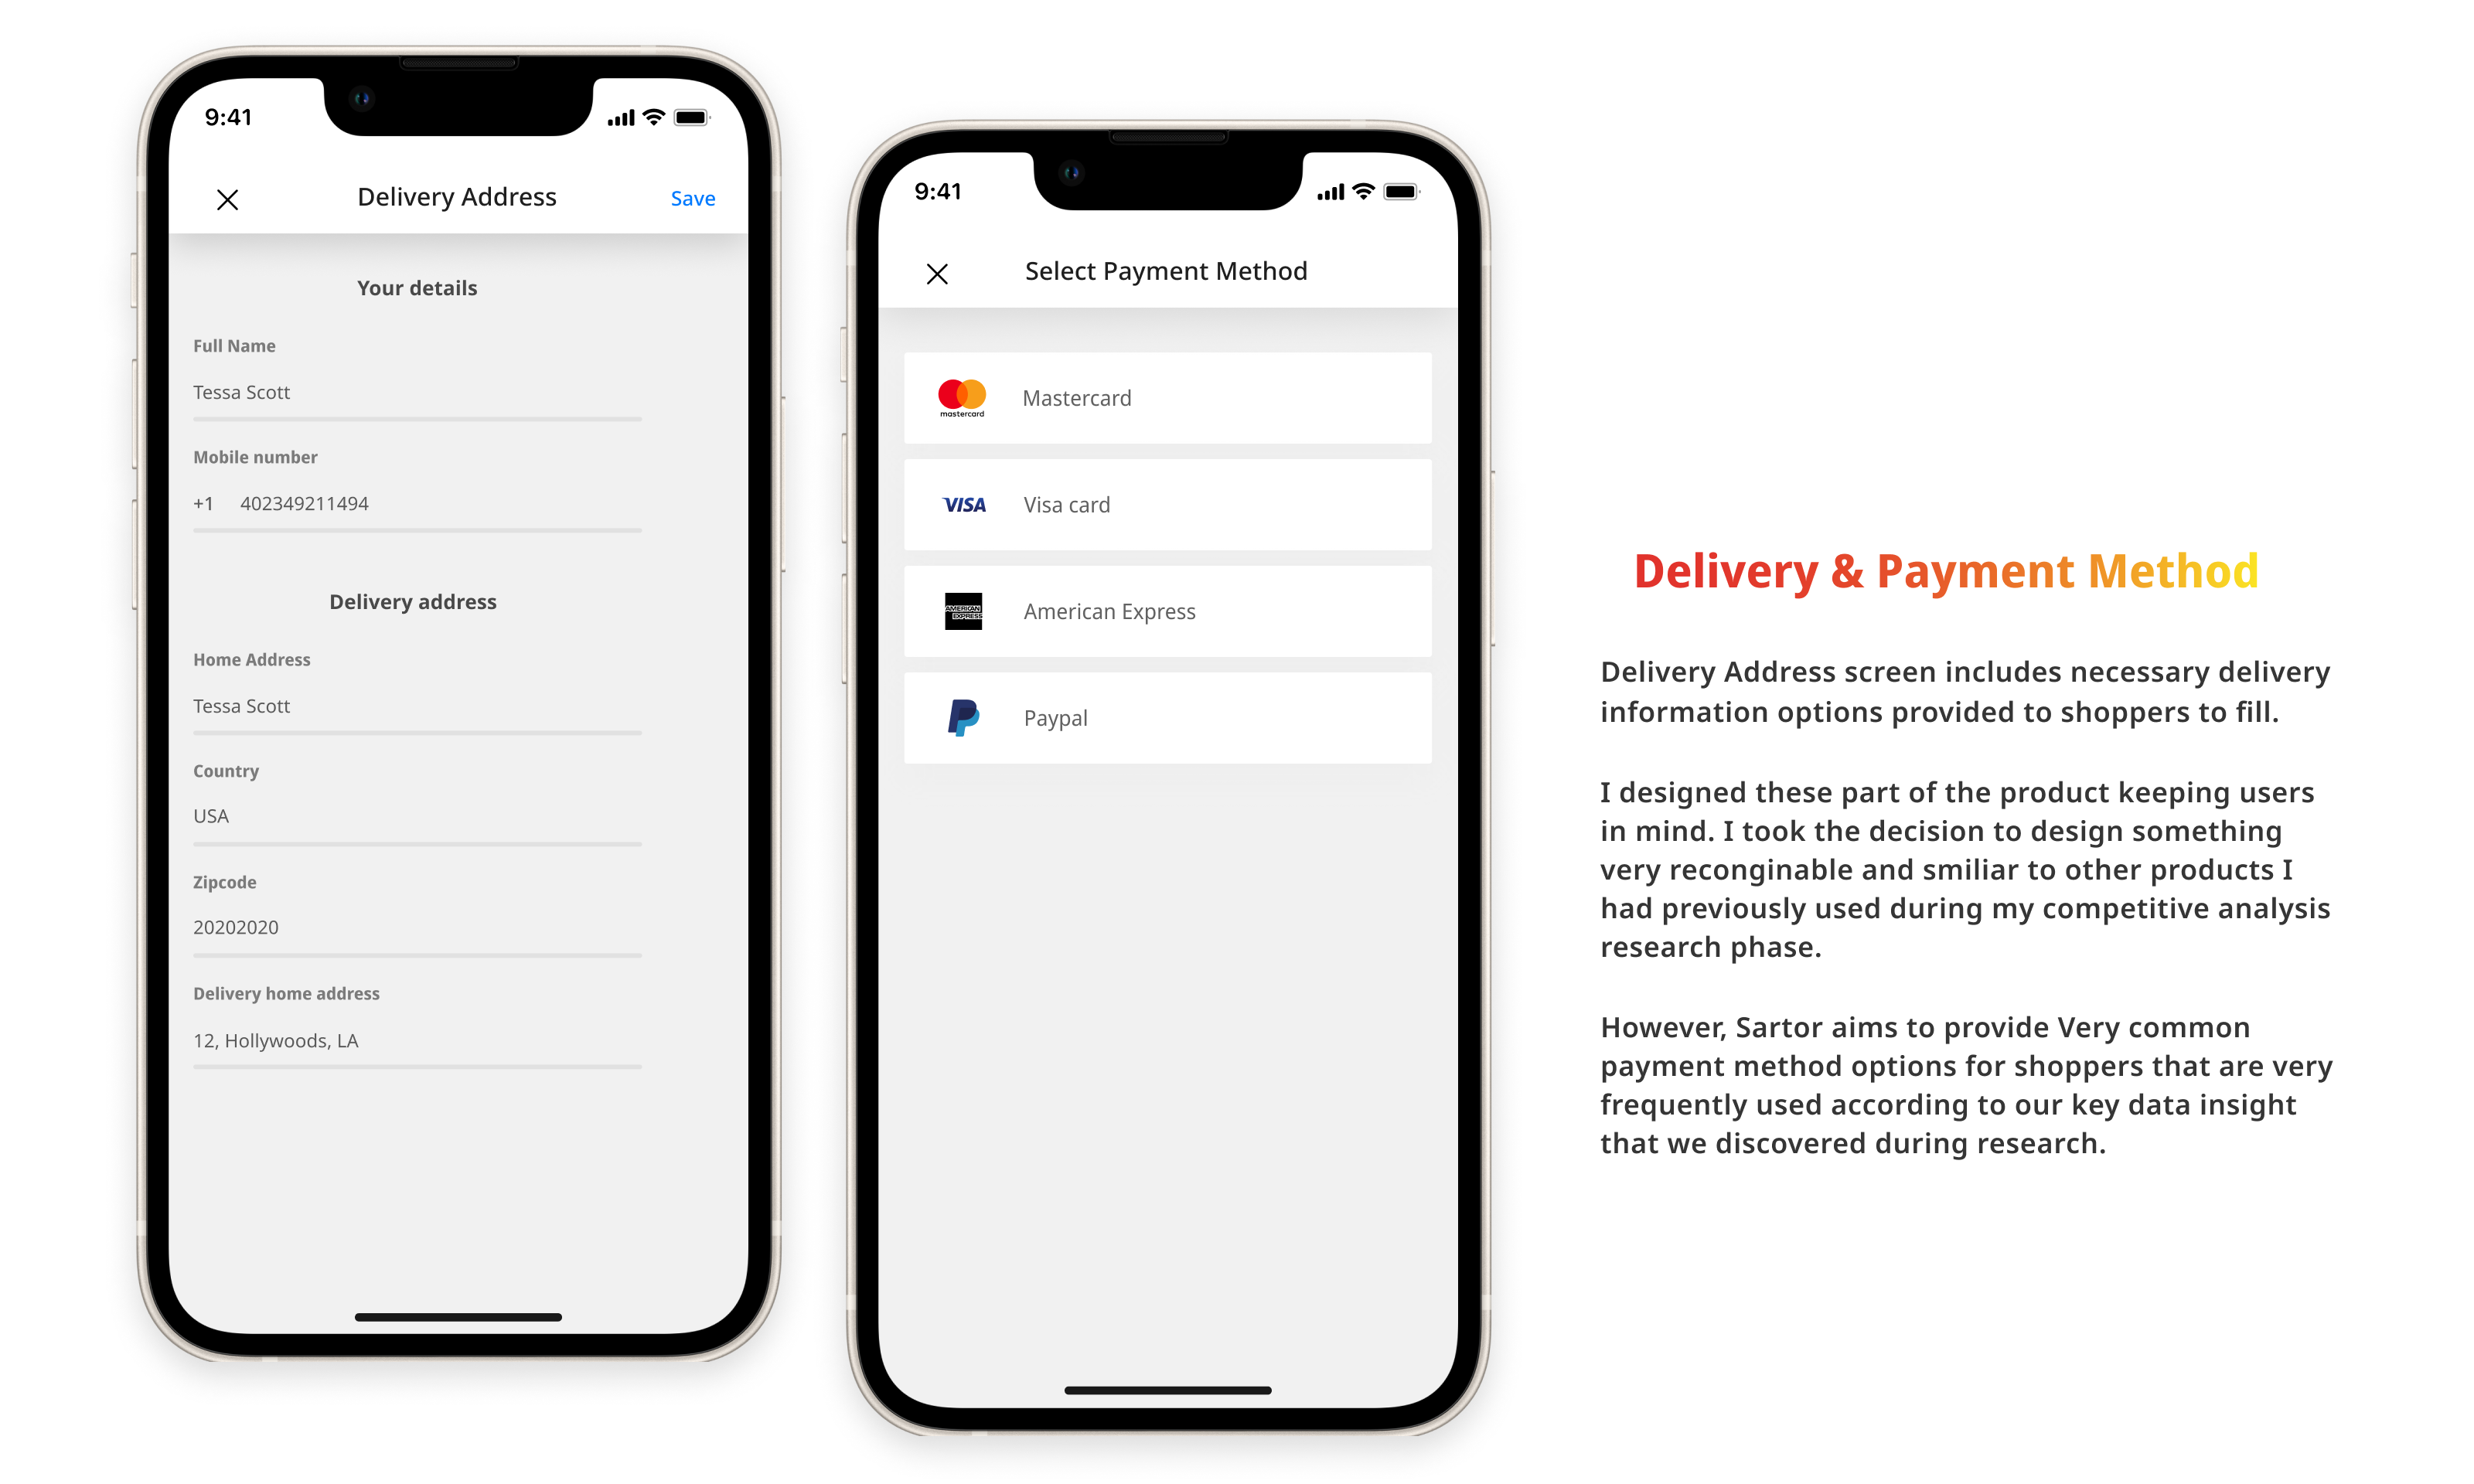 9:41
Delivery Address
Save
Your details
Full Name
Tessa Scott
Mobile number
+1 402349211494
Delivery address
Home Address
Tessa Scott
Country
USA
Zipcode
20202020
Delivery home address
12, Hollywoods, LA
9:41
Select Payment Method
mastercard
Mastercard
VISA
Visa card
AMERICAN
EXPRESS
American Express
Paypal
Delivery & Payment Method
Delivery Address screen includes necessary delivery
information options provided to shoppers to fill.
I designed these part of the product keeping users
in mind. I took the decision to design something
very reconginable and smiliar to other products I
had previously used during my competitive analysis
research phase.
However, Sartor aims to provide Very common
payment method options for shoppers that are very
frequently used according to our key data insight
that we discovered during research.